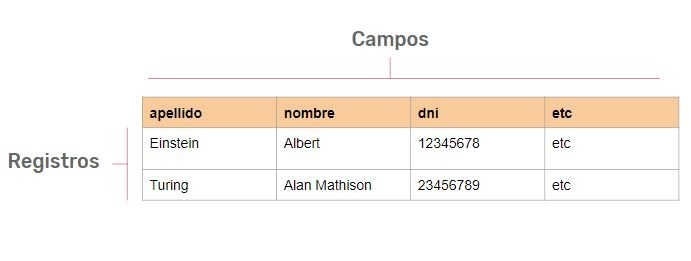 Campos
apellido nombre dni etc
Einstein Albert 12345678 etc
Registros
Turing Alan Mathison 23456789 etc